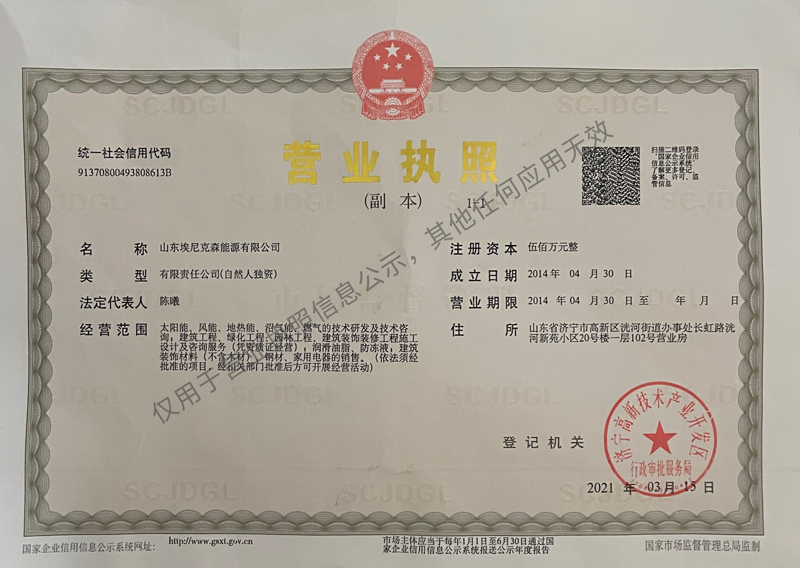 SCJDGL
SCJDGL
SCJDGL
统一社会信用代码
91370800493808613B
营业执照
(副 本)
1-1
扫描二维码登录
“国家企业信用
信息公示系统”
了解更多登记、
备案、许可、监
管信息
名 称 山东埃尼克森能源有限公司
类 型 有限责任公司(自然人独资)
法定代表人 陈曦
经营范围 太阳能、风能、地热能、沼气能、燃气的技术研发及技术咨
询，建筑工程、绿化工程、园林工程、建筑装饰装修工程施工
设计及咨询服务（凭资质证经营）；润滑油脂、防冻液，建筑
装饰材料（不含木材）、钢材、家用电器的销售。（依法须经
批准的项目，经相关部门批准后方可开展经营活动）
注册资本 伍佰万元整
成立日期 2014 年 04 月 30 日
营业期限 2014 年 04 月 30 日至 年 月 日
住 所 山东省济宁市高新区洸河街道办事处长虹路洸
河新苑小区20号楼一层102号营业房
仅用于营业执照信息公示，其他任何应用无效
登记机关
济宁高新技术产业开发区
行政审批服务局
2021 年 03 月 15 日
SCJDGL
SCJDGL
SCJDGL
国家企业信用信息公示系统网址：
http://www.gsxt.gov.cn
市场主体应当于每年1月1日至6月30日通过国
家企业信用信息公示系统报送公示年度报告
国家市场监督管理总局监制